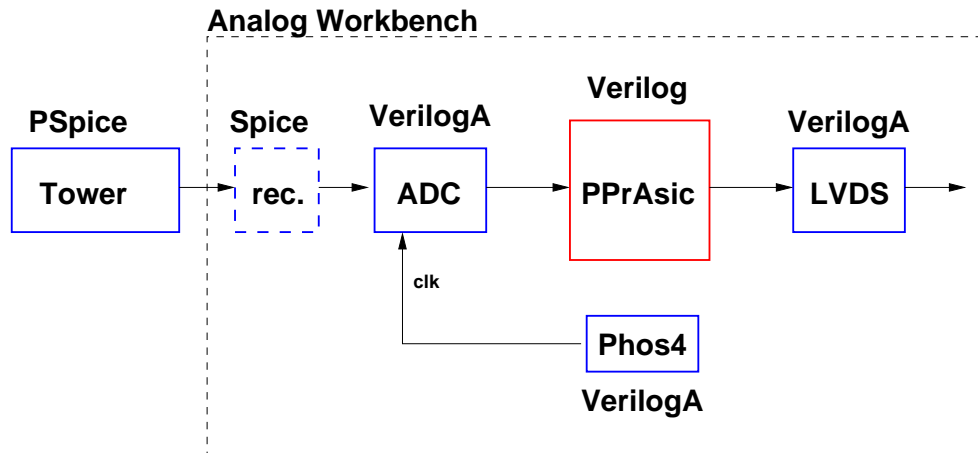 Analog Workbench
PSpice
Spice
VerilogA
Verilog
VerilogA
Tower
rec.
ADC
PPrAsic
LVDS
clk
Phos4
VerilogA